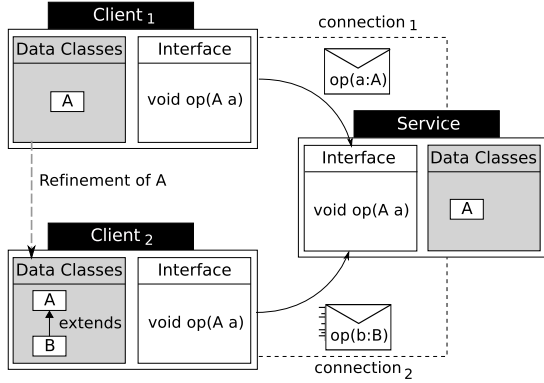 Client 1
Data Classes
Interface
A
void op(A a)
connection 1
op(a:A)
Service
Interface
Data Classes
void op(A a)
A
Refinement of A
Client 2
Data Classes
Interface
A
extends
B
void op(A a)
op(b:B)
connection 2